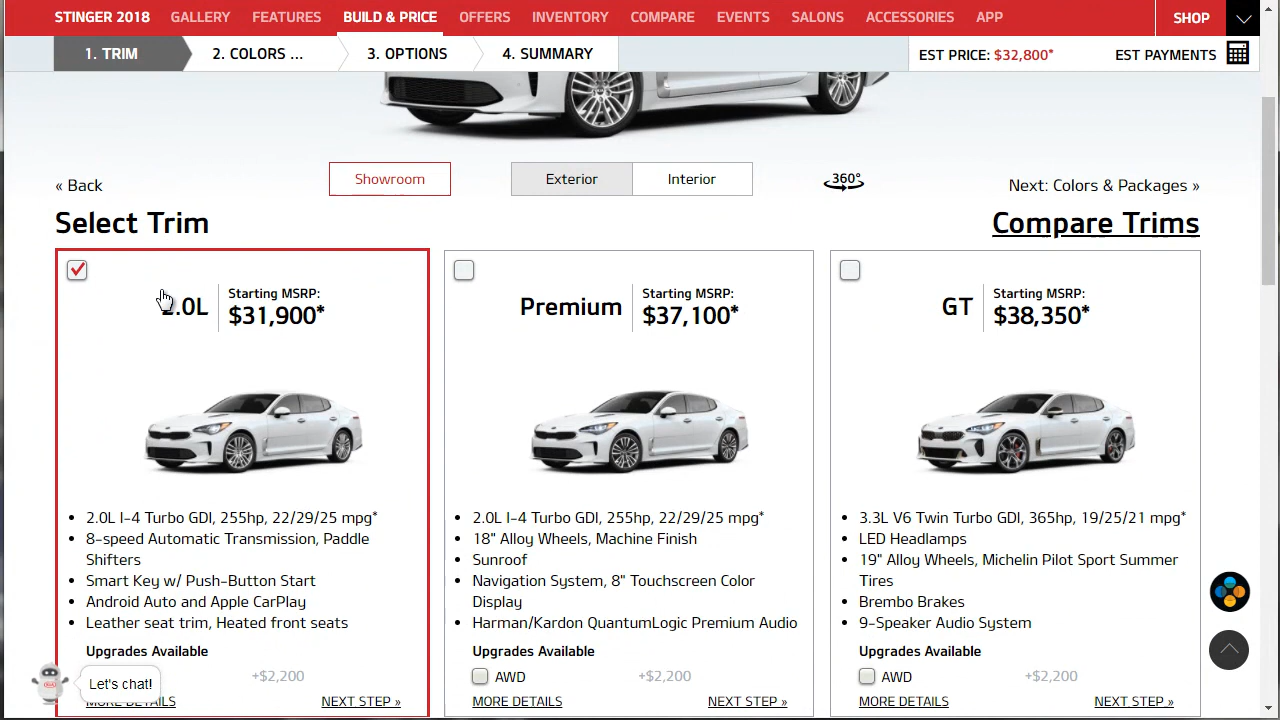 STINGER 2018 GALLERY FEATURES BUILD & PRICE OFFERS INVENTORY COMPARE EVENTS SALONS ACCESSORIES APP SHOP
1. TRIM 2. COLORS ... 3. OPTIONS 4. SUMMARY EST PRICE: $32,800* EST PAYMENTS
« Back Showroom Exterior Interior 360° Next: Colors & Packages »
Select Trim Compare Trims
2.0L Starting MSRP:
$31,900*
2.0L I-4 Turbo GDI, 255hp, 22/29/25 mpg*
8-speed Automatic Transmission, Paddle
Shifters
Smart Key w/ Push-Button Start
Android Auto and Apple CarPlay
Leather seat trim, Heated front seats
Upgrades Available
+$2,200
MORE DETAILS NEXT STEP »
Premium Starting MSRP:
$37,100*
2.0L I-4 Turbo GDI, 255hp, 22/29/25 mpg*
18" Alloy Wheels, Machine Finish
Sunroof
Navigation System, 8" Touchscreen Color
Display
Harman/Kardon QuantumLogic Premium Audio
Upgrades Available
AWD +$2,200
MORE DETAILS NEXT STEP »
GT Starting MSRP:
$38,350*
3.3L V6 Twin Turbo GDI, 365hp, 19/25/21 mpg*
LED Headlamps
19" Alloy Wheels, Michelin Pilot Sport Summer
Tires
Brembo Brakes
9-Speaker Audio System
Upgrades Available
AWD +$2,200
MORE DETAILS NEXT STEP »
Let's chat!